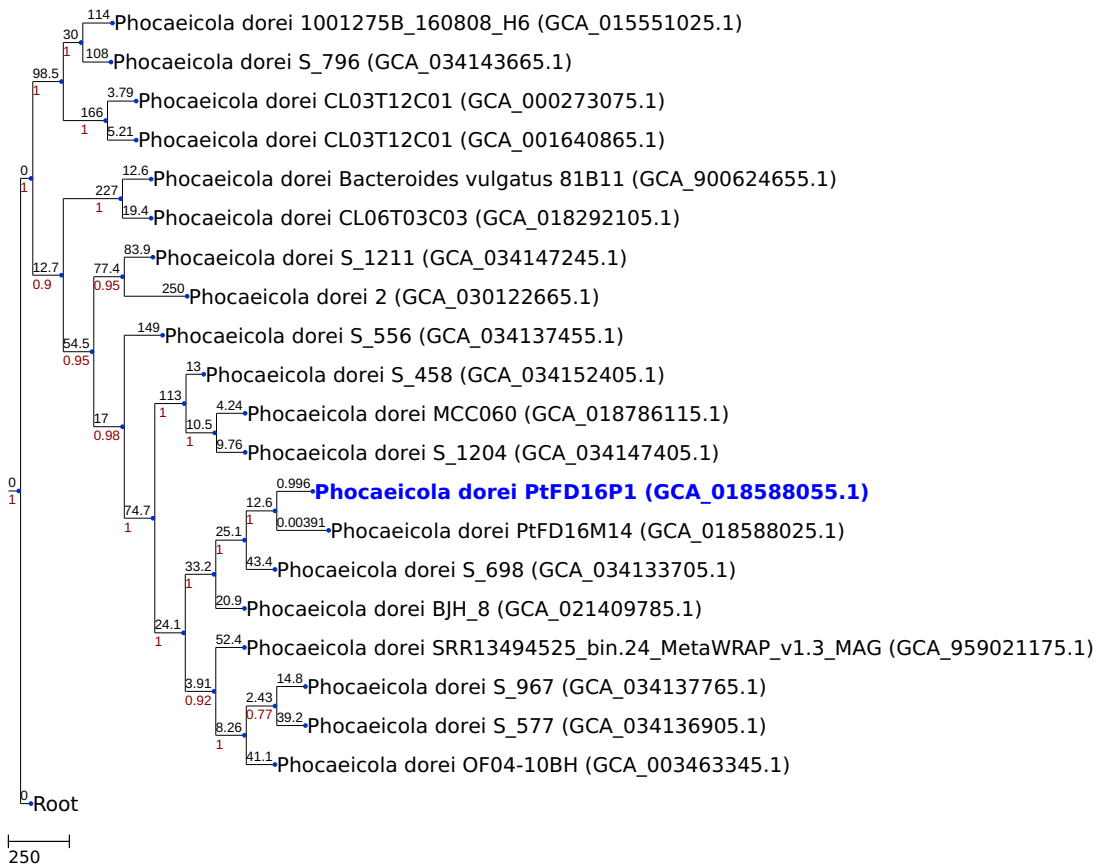 114
Phocaeicola dorei 1001275B_160808_H6 (GCA_015551025.1)
30
1
108
Phocaeicola dorei S_796 (GCA_034143665.1)
98.5
1
3.79
Phocaeicola dorei CL03T12C01 (GCA_000273075.1)
166
1
5.21
Phocaeicola dorei CL03T12C01 (GCA_001640865.1)
0
1
12.6
Phocaeicola dorei Bacteroides vulgatus 81B11 (GCA_900624655.1)
227
1
19.4
Phocaeicola dorei CL06T03C03 (GCA_018292105.1)
12.7
0.9
83.9
Phocaeicola dorei S_1211 (GCA_034147245.1)
77.4
0.95
250
Phocaeicola dorei 2 (GCA_030122665.1)
54.5
0.95
149
Phocaeicola dorei S_556 (GCA_034137455.1)
17
0.98
13
Phocaeicola dorei S_458 (GCA_034152405.1)
113
1
4.24
Phocaeicola dorei MCC060 (GCA_018786115.1)
10.5
1
9.76
Phocaeicola dorei S_1204 (GCA_034147405.1)
0
1
74.7
1
0.996
Phocaeicola dorei PtFD16P1 (GCA_018588055.1)
12.6
1
0.00391
Phocaeicola dorei PtFD16M14 (GCA_018588025.1)
25.1
1
43.4
Phocaeicola dorei S_698 (GCA_034133705.1)
33.2
1
20.9
Phocaeicola dorei BJH_8 (GCA_021409785.1)
24.1
1
52.4
Phocaeicola dorei SRR13494525_bin.24_MetaWRAP_v1.3_MAG (GCA_959021175.1)
3.91
0.92
14.8
Phocaeicola dorei S_967 (GCA_034137765.1)
2.43
0.77
39.2
Phocaeicola dorei S_577 (GCA_034136905.1)
8.26
1
41.1
Phocaeicola dorei OF04-10BH (GCA_003463345.1)
0
Root
250